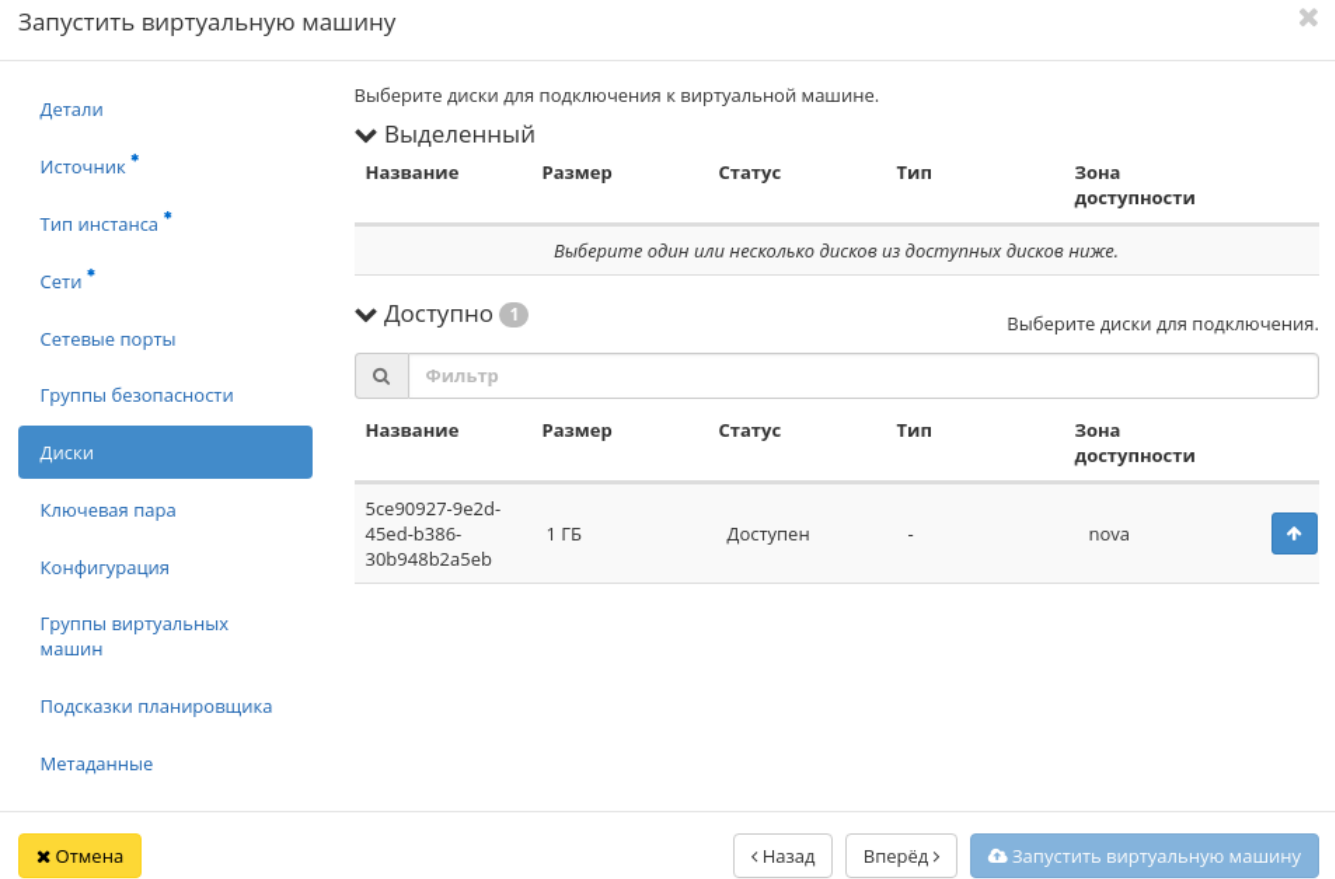 Запустить виртуальную машину
Детали
Источник *
Тип инстанса *
Сети *
Сетевые порты
Группы безопасности
Диски
Ключевая пара
Конфигурация
Группы виртуальных
машин
Подсказки планировщика
Метаданные
Выберите диски для подключения к виртуальной машине.
Выделенный
Название Размер Статус Тип Зона
доступности
Выберите один или несколько дисков из доступных дисков ниже.
Доступно 1
Выберите диски для подключения.
Фильтр
Название Размер Статус Тип Зона
доступности
5ce90927-9e2d-
45ed-b386- 1 ГБ Доступен - nova
30b948b2a5eb
Отмена
‹ Назад
Вперёд ›
Запустить виртуальную машину